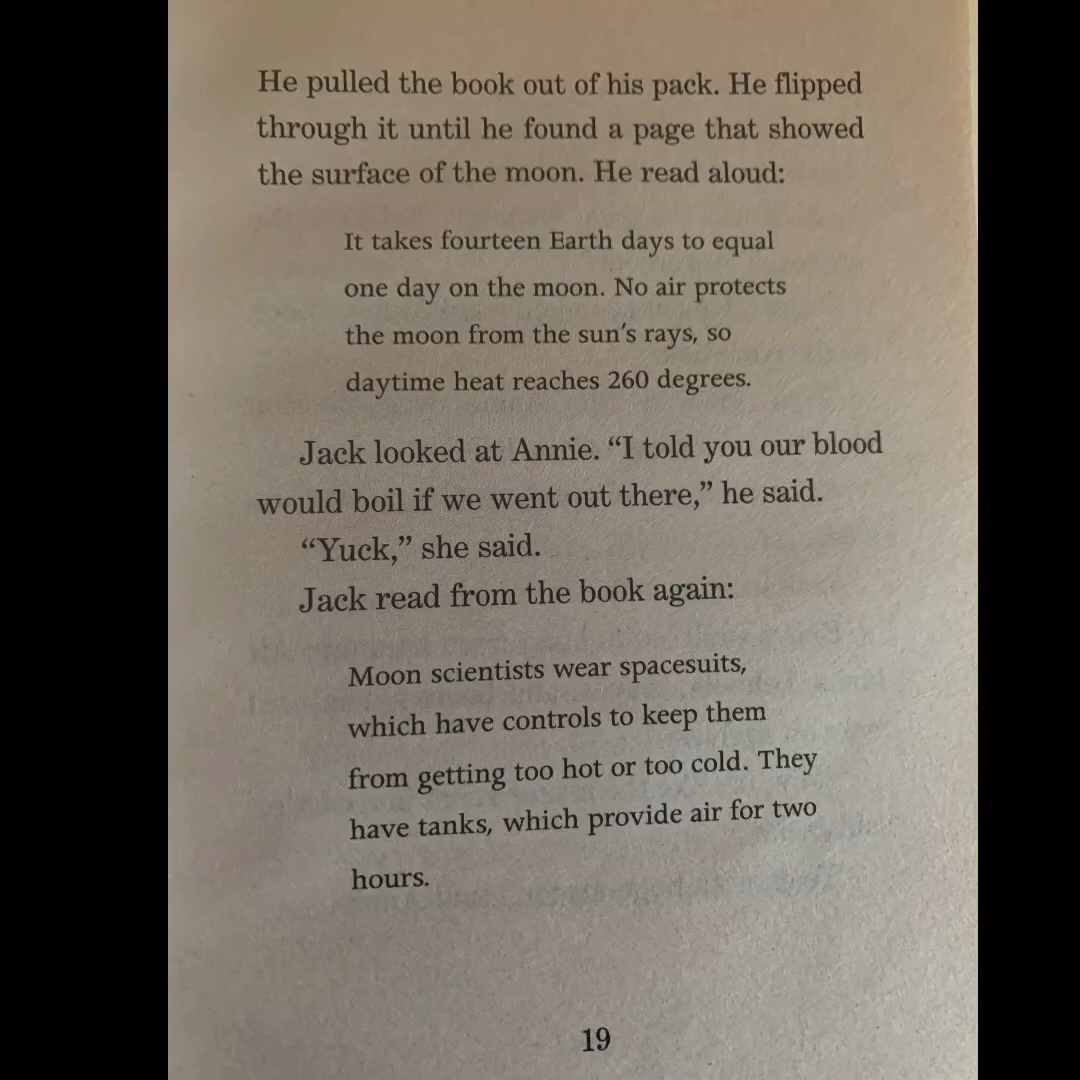 He pulled the book out of his pack. He flipped
through it until he found a page that showed
the surface of the moon. He read aloud:
It takes fourteen Earth days to equal
one day on the moon. No air protects
the moon from the sun's rays, so
daytime heat reaches 260 degrees.
Jack looked at Annie. “I told you our blood
would boil if we went out there,” he said.
“Yuck,” she said.
Jack read from the book again:
Moon scientists wear spacesuits,
which have controls to keep them
from getting too hot or too cold. They
have tanks, which provide air for two
hours.
19